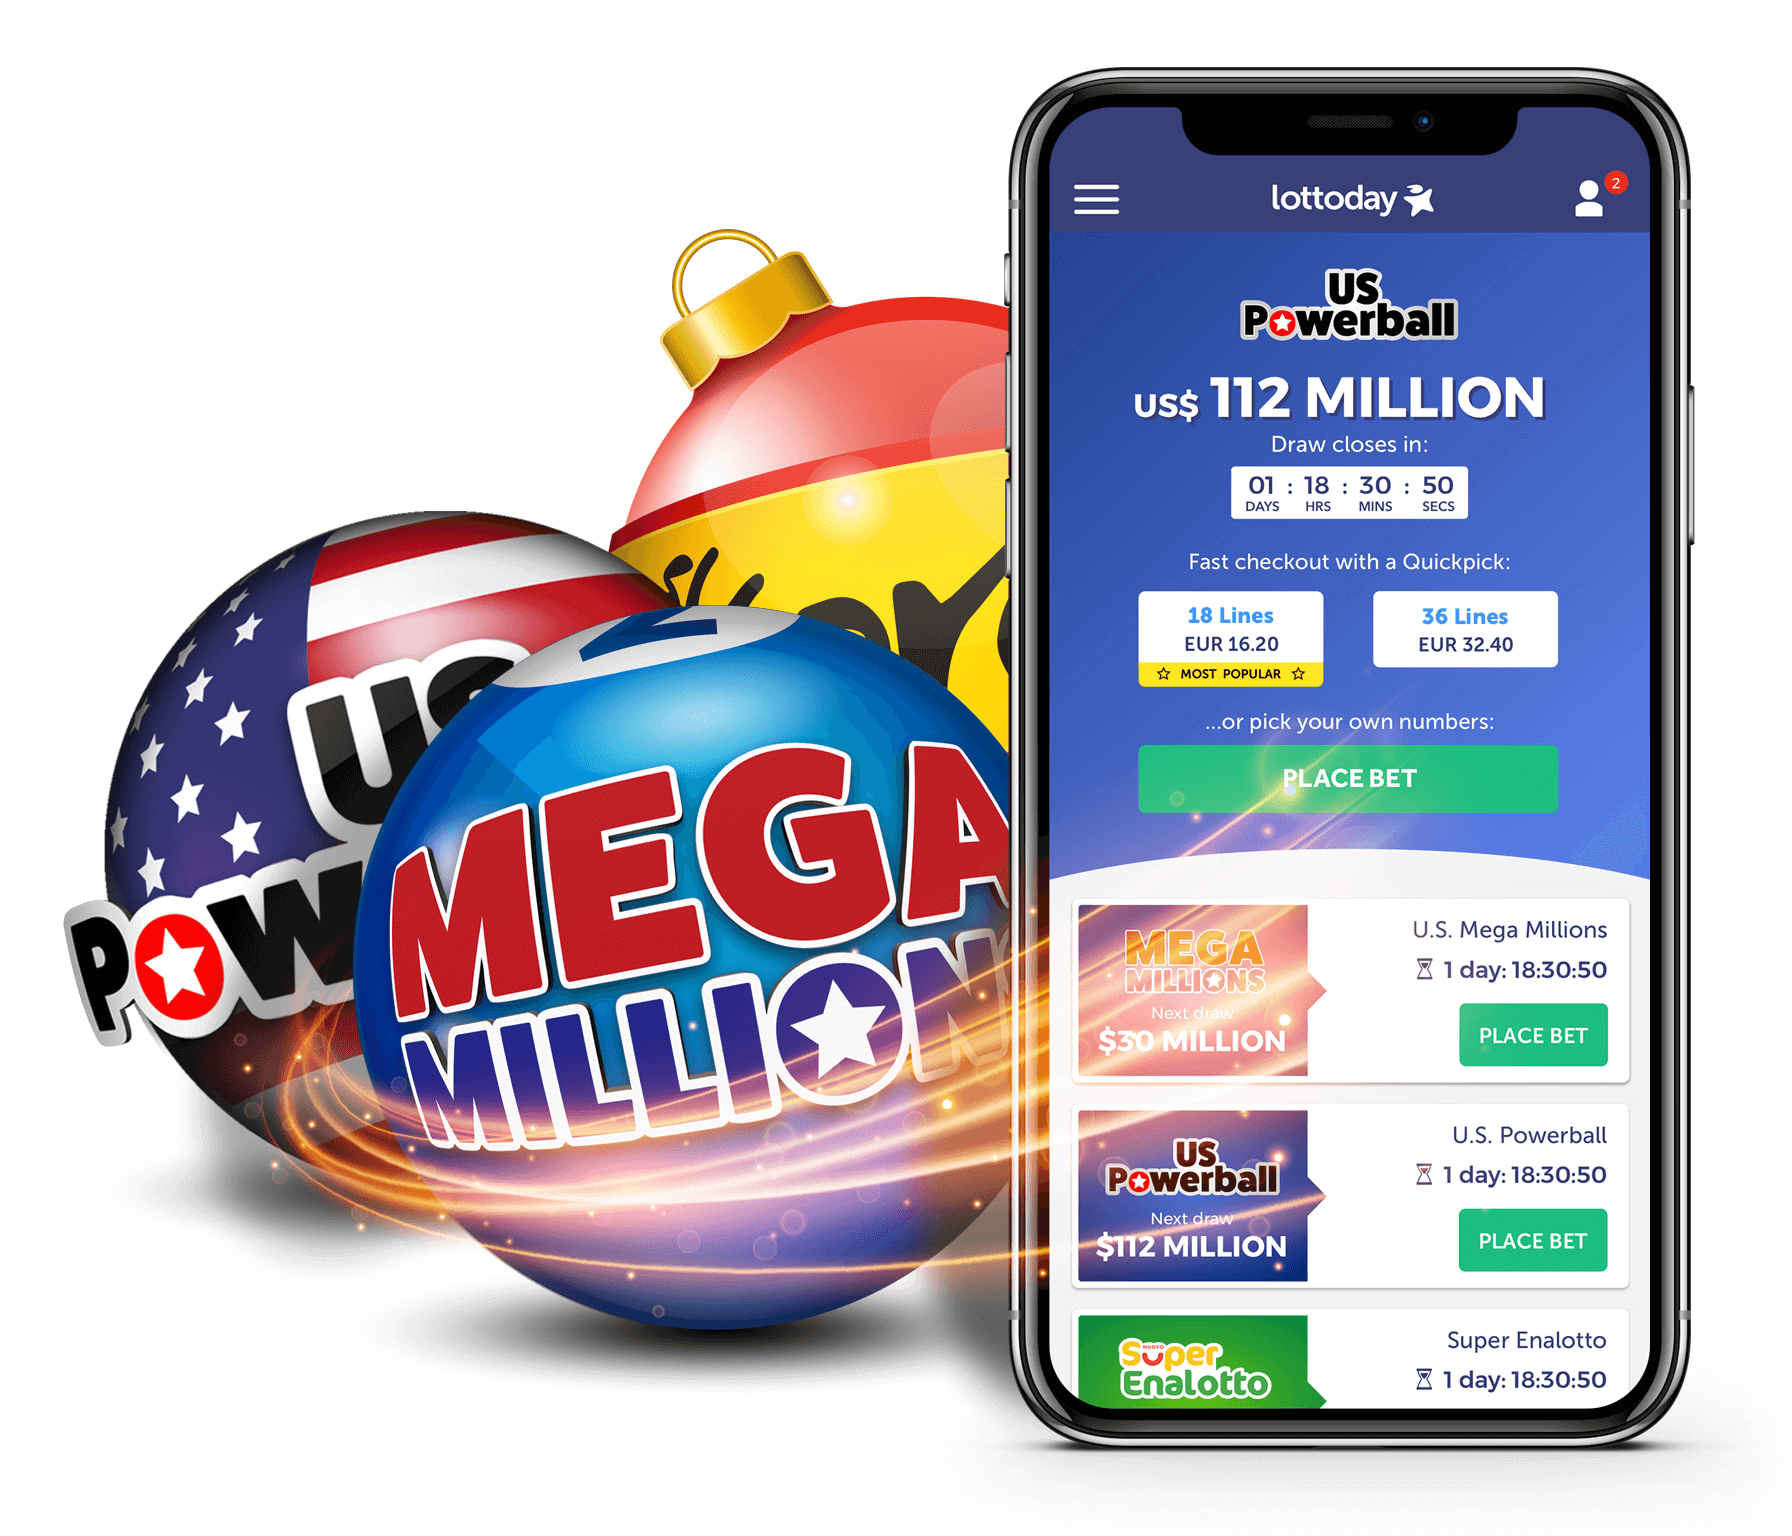 US
POW
MEGA
MILLION
lottoday
2
US
Powerball
US$ 112 MILLION
Draw closes in:
01 : 18 : 30 : 50
DAYS HRS MINS SECS
Fast checkout with a Quickpick:
18 Lines
EUR 16.20
MOST POPULAR
36 Lines
EUR 32.40
...or pick your own numbers:
PLACE BET
MEGA
MILLIONS
Next draw
$30 MILLION
U.S. Mega Millions
1 day: 18:30:50
PLACE BET
US
Powerball
Next draw
$112 MILLION
U.S. Powerball
1 day: 18:30:50
PLACE BET
NUOVO
Super
Enalotto
Super Enalotto
1 day: 18:30:50